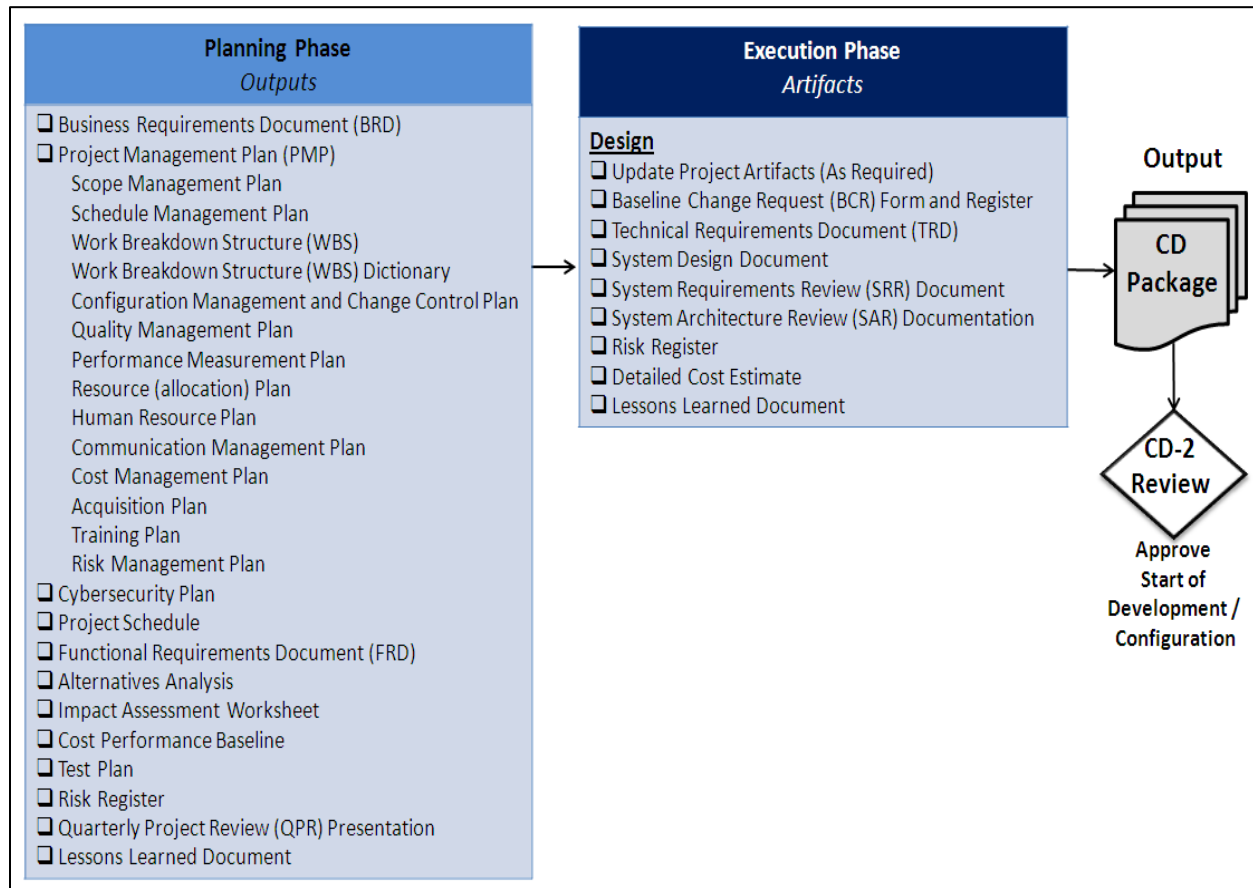 Planning Phase
Outputs
❑ Business Requirements Document (BRD)
❑ Project Management Plan (PMP)
Scope Management Plan
Schedule Management Plan
Work Breakdown Structure (WBS)
Work Breakdown Structure (WBS) Dictionary
Configuration Management and Change Control Plan
Quality Management Plan
Performance Measurement Plan
Resource (allocation) Plan
Human Resource Plan
Communication Management Plan
Cost Management Plan
Acquisition Plan
Training Plan
Risk Management Plan
❑ Cybersecurity Plan
❑ Project Schedule
❑ Functional Requirements Document (FRD)
❑ Alternatives Analysis
❑ Impact Assessment Worksheet
❑ Cost Performance Baseline
❑ Test Plan
❑ Risk Register
❑ Quarterly Project Review (QPR) Presentation
❑ Lessons Learned Document
Execution Phase
Artifacts
Design
❑ Update Project Artifacts (As Required)
❑ Baseline Change Request (BCR) Form and Register
❑ Technical Requirements Document (TRD)
❑ System Design Document
❑ System Requirements Review (SRR) Document
❑ System Architecture Review (SAR) Documentation
❑ Risk Register
❑ Detailed Cost Estimate
❑ Lessons Learned Document
Output
CD
Package
CD-2
Review
Approve
Start of
Development /
Configuration